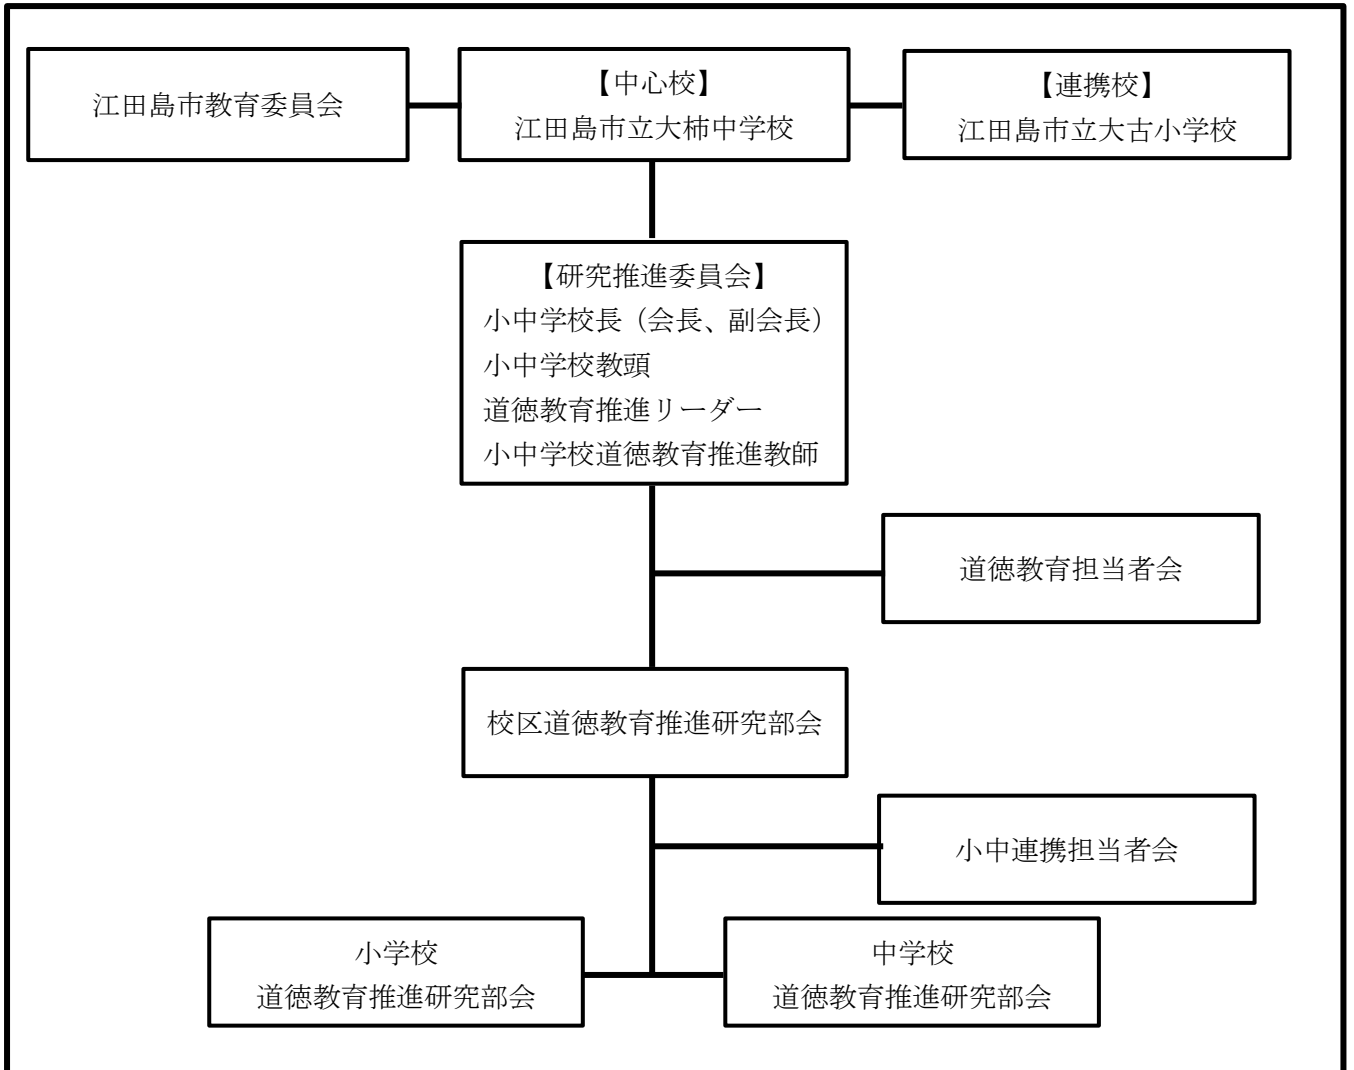 江田島市教育委員会
【中心校】
江田島市立大柿中学校
【連携校】
江田島市立大古小学校
【研究推進委員会】
小中学校長（会長、副会長）
小中学校教頭
道徳教育推進リーダー
小中学校道徳教育推進教師
道徳教育担当者会
校区道徳教育推進研究部会
小中連携担当者会
小学校
道徳教育推進研究部会
中学校
道徳教育推進研究部会